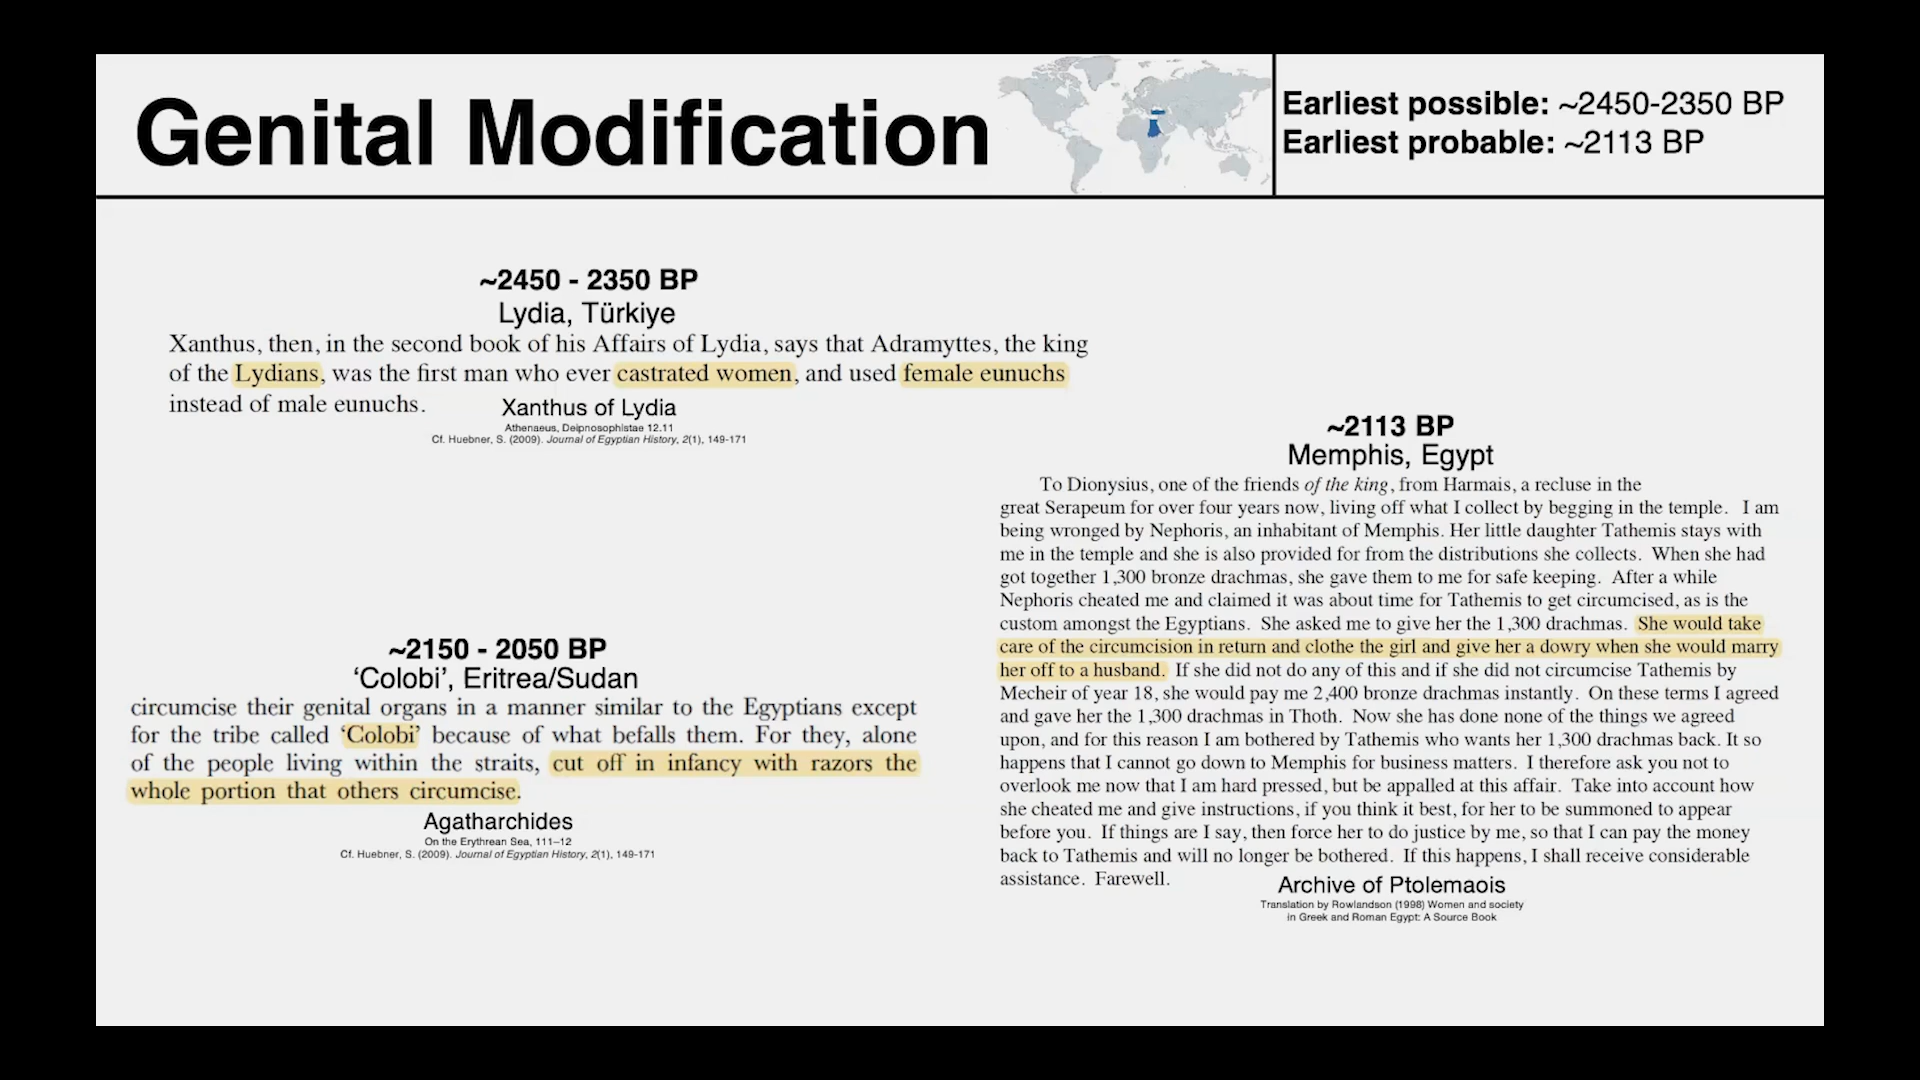 Genital Modification
Earliest possible: ~2450-2350 BP
Earliest probable: ~2113 BP
~2450 - 2350 BP
Lydia, Türkiye
Xanthus, then, in the second book of his Affairs of Lydia, says that Adramyttes, the king
of the Lydians, was the first man who ever castrated women, and used female eunuchs
instead of male eunuchs.
Xanthus of Lydia
Athenaeus, Deipnosophistae 12.11
Cf. Huebner, S. (2009). Journal of Egyptian History, 2(1), 149-171
~2150 - 2050 BP
‘Colobi’, Eritrea/Sudan
circumcise their genital organs in a manner similar to the Egyptians except
for the tribe called ‘Colobi’ because of what befalls them. For they, alone
of the people living within the straits, cut off in infancy with razors the
whole portion that others circumcise.
Agatharchides
On the Erythrean Sea, 111–12
Cf. Huebner, S. (2009). Journal of Egyptian History, 2(1), 149-171
~2113 BP
Memphis, Egypt
To Dionysius, one of the friends of the king, from Harmais, a recluse in the
great Serapeum for over four years now, living off what I collect by begging in the temple. I am
being wronged by Nephoris, an inhabitant of Memphis. Her little daughter Tathemis stays with
me in the temple and she is also provided for from the distributions she collects. When she had
got together 1,300 bronze drachmas, she gave them to me for safe keeping. After a while
Nephoris cheated me and claimed it was about time for Tathemis to get circumcised, as is the
custom amongst the Egyptians. She asked me to give her the 1,300 drachmas. She would take
care of the circumcision in return and clothe the girl and give her a dowry when she would marry
her off to a husband. If she did not do any of this and if she did not circumcise Tathemis by
Mecheir of year 18, she would pay me 2,400 bronze drachmas instantly. On these terms I agreed
and gave her the 1,300 drachmas in Thoth. Now she has done none of the things we agreed
upon, and for this reason I am bothered by Tathemis who wants her 1,300 drachmas back. It so
happens that I cannot go down to Memphis for business matters. I therefore ask you not to
overlook me now that I am hard pressed, but be appalled at this affair. Take into account how
she cheated me and give instructions, if you think it best, for her to be summoned to appear
before you. If things are I say, then force her to do justice by me, so that I can pay the money
back to Tathemis and will no longer be bothered. If this happens, I shall receive considerable
assistance. Farewell.
Archive of Ptolemaois
Translation by Rowlandson (1998) Women and society
in Greek and Roman Egypt: A Source Book